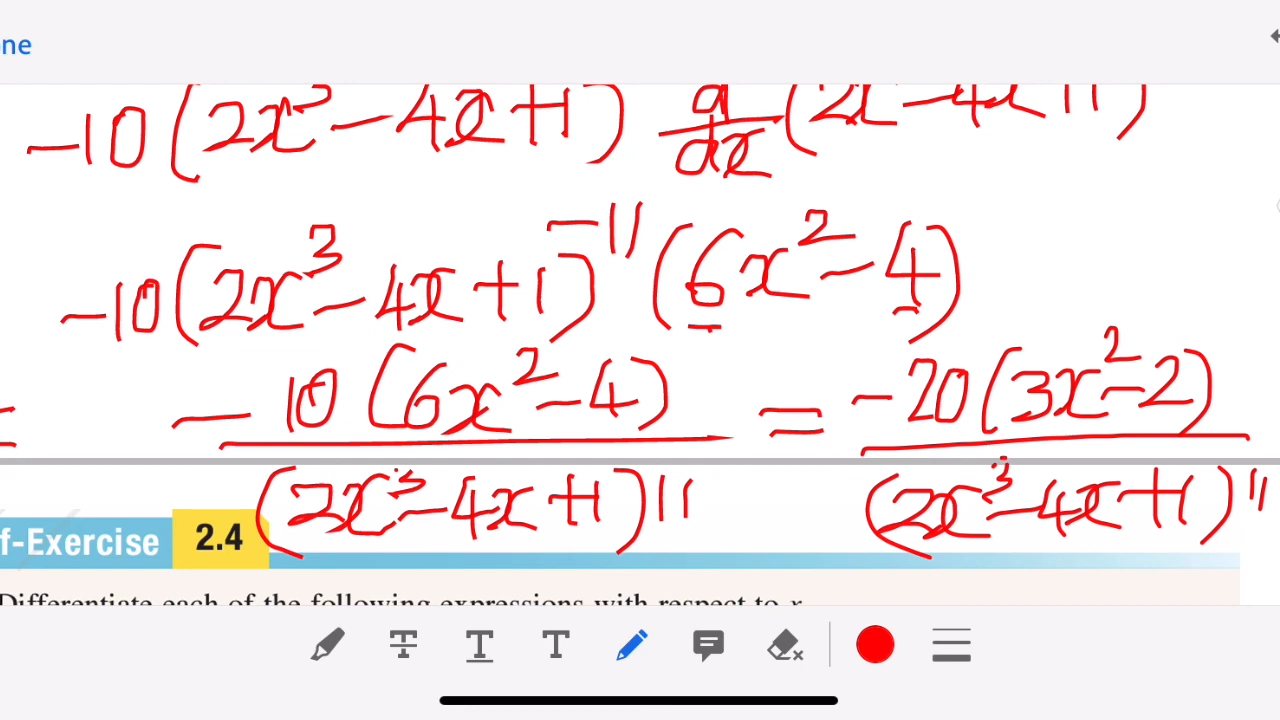 ne
-10(2x³-4x+1) d/dx(2x -4x+1)
-10(2x³-4x+1)⁻¹¹(6x²-4)
= -10(6x²-4)/(2x³-4x+1)¹¹ = -20(3x²-2)/(2x³-4x+1)¹¹
f-Exercise 2.4
Differentiate each of the following expressions with respect to x